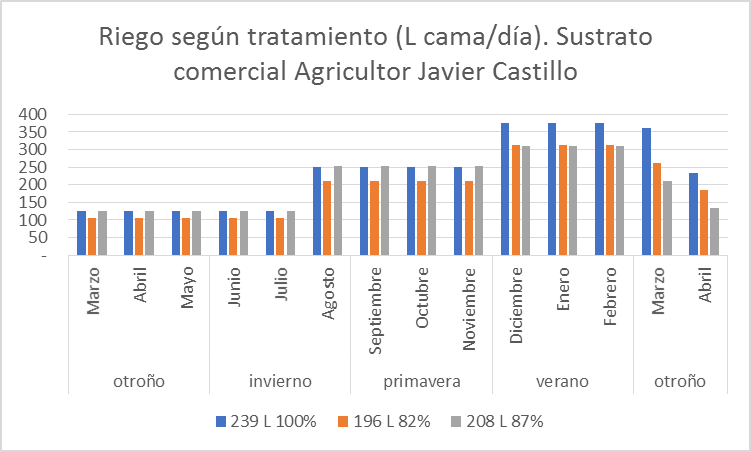 Riego según tratamiento (L cama/día). Sustrato
comercial Agricultor Javier Castillo
400
350
300
250
200
150
100
50
-
Marzo
Abril
Mayo
Junio
Julio
Agosto
Septiembre
Octubre
Noviembre
Diciembre
Enero
Febrero
Marzo
Abril
otroño
invierno
primavera
verano
otroño
239 L 100%
196 L 82%
208 L 87%